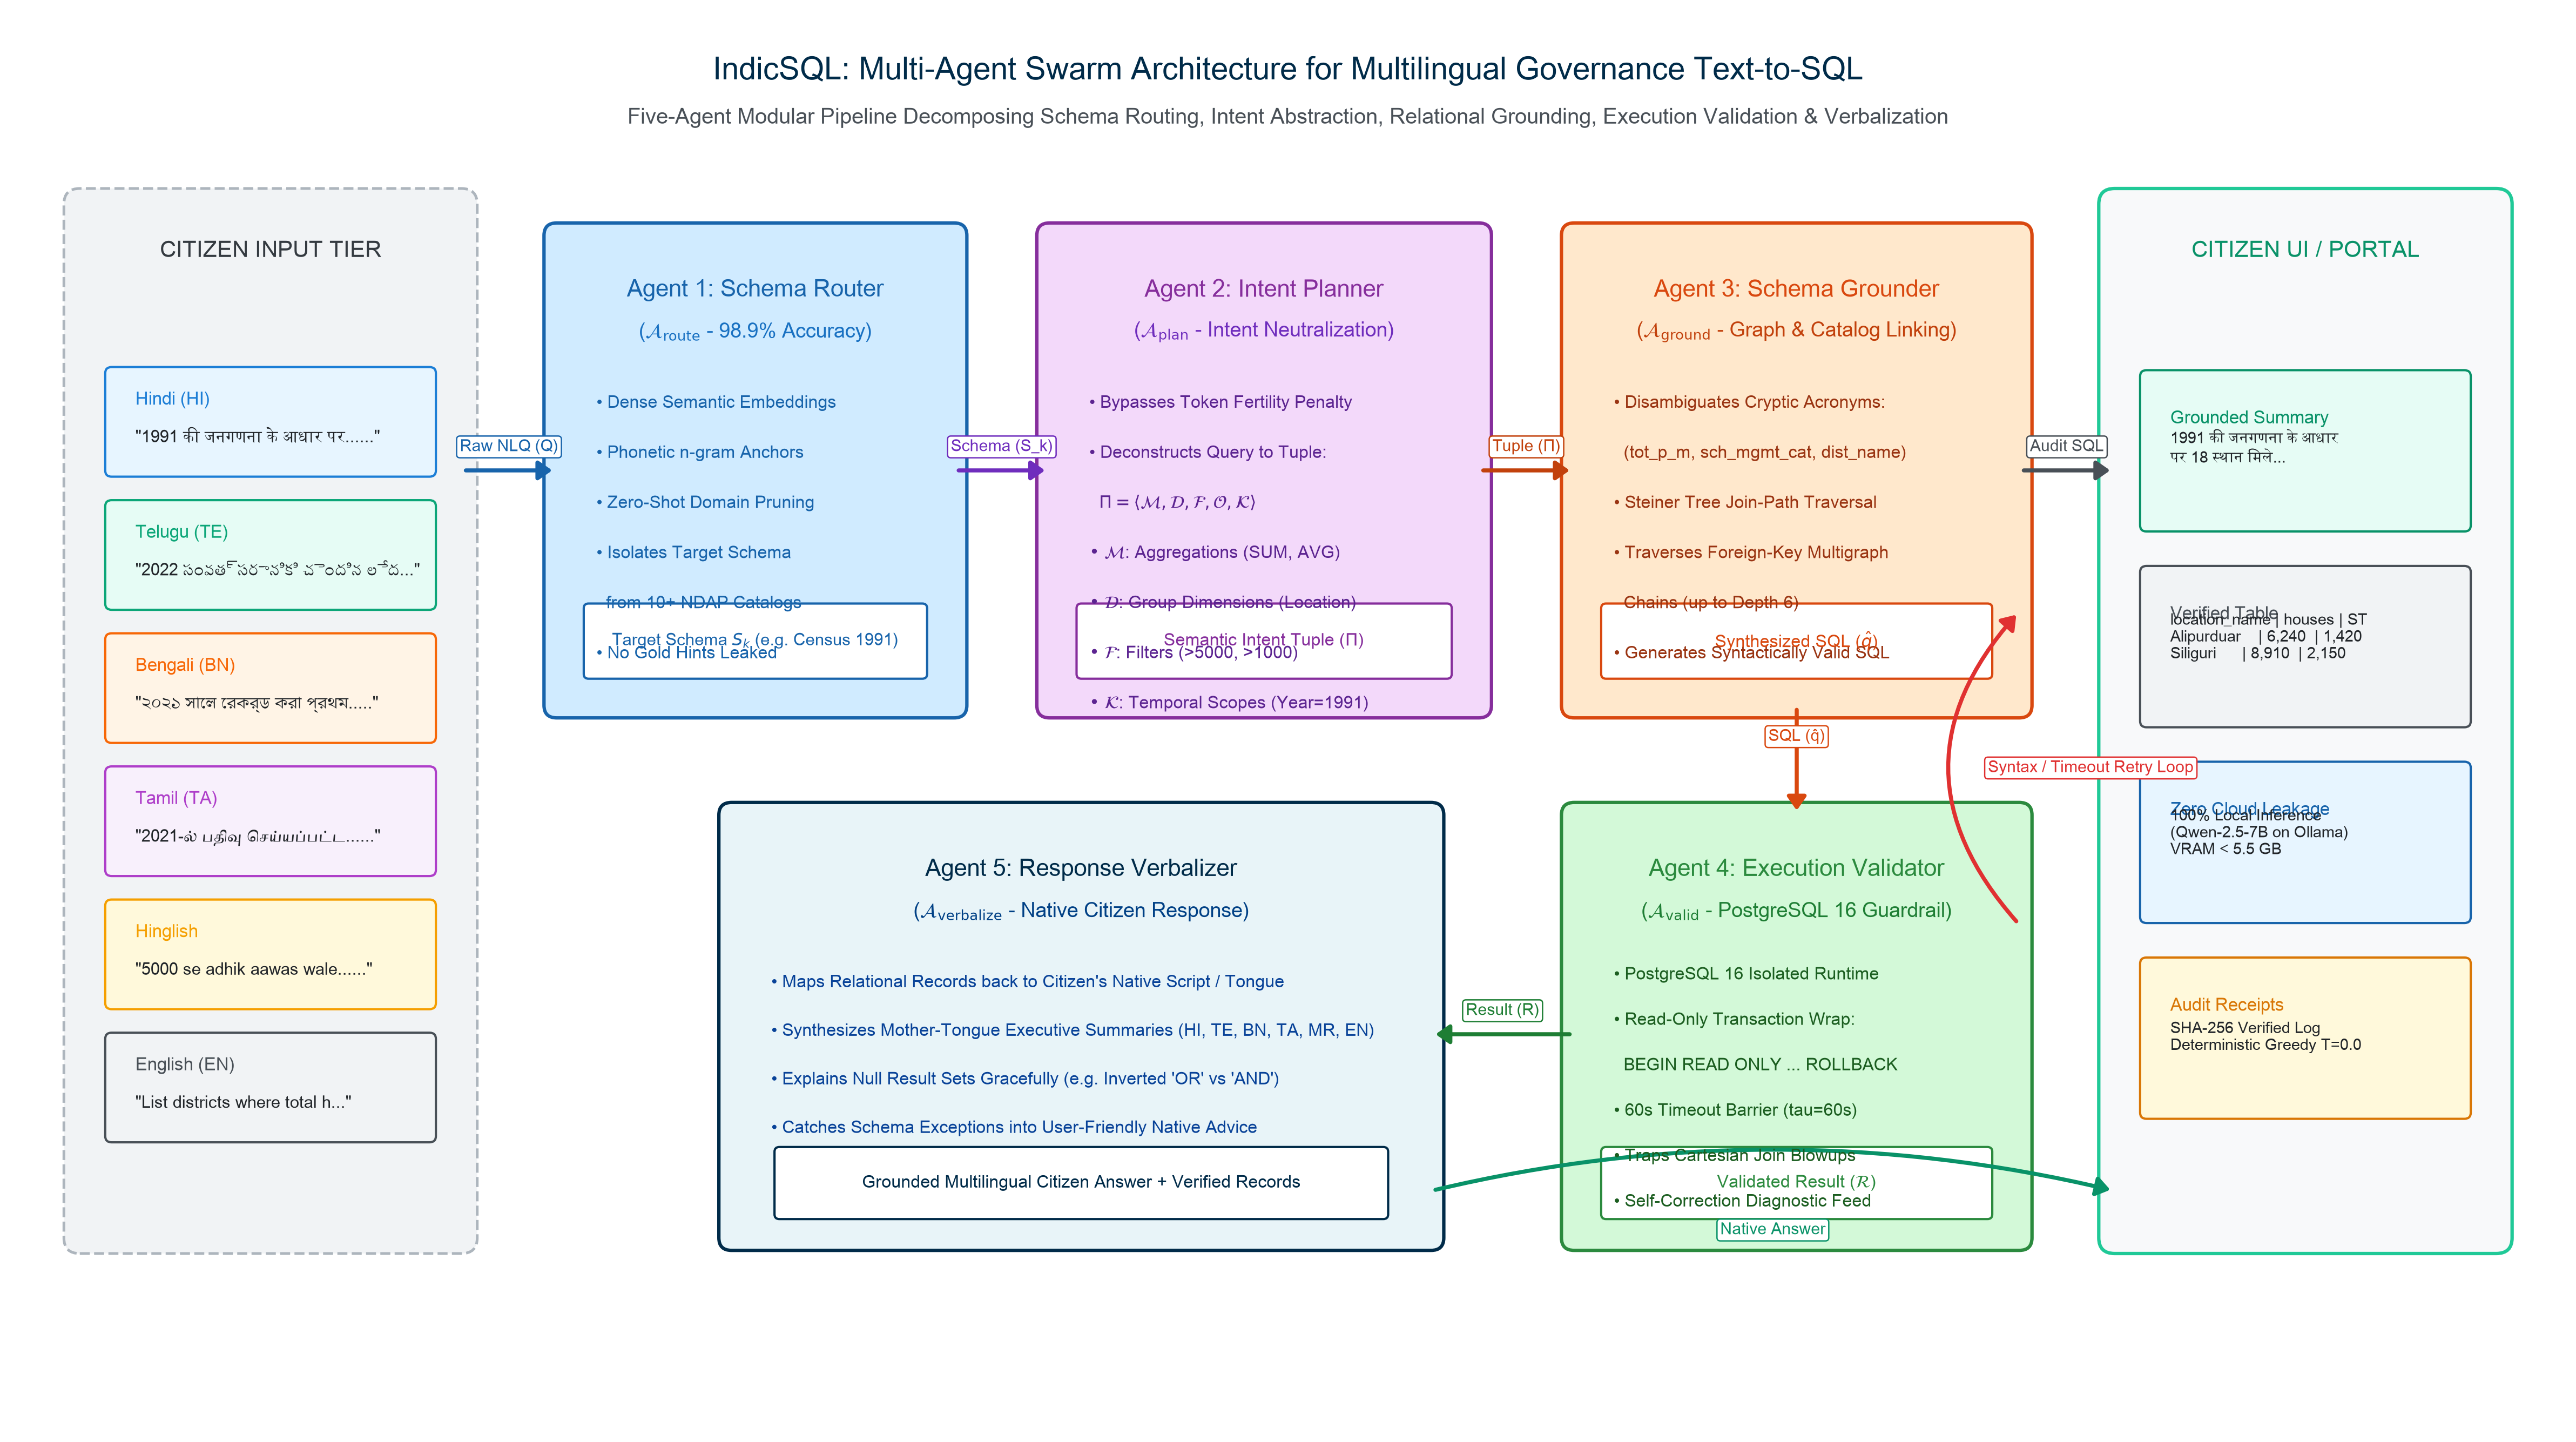 IndicSQL: Multi-Agent Swarm Architecture for Multilingual Governance Text-to-SQL
Five-Agent Modular Pipeline Decomposing Schema Routing, Intent Abstraction, Relational Grounding, Execution Validation & Verbalization
CITIZEN INPUT TIER
Hindi (HI)
"1991 की जनगणना के आधार पर......"
Telugu (TE)
"2022 సంవత్సరానికి చెందిన లేద..."
Bengali (BN)
"২০২১ সালে রেকর্ড করা প্রথম....."
Tamil (TA)
"2021-ல் பதிவு செய்யப்பட்ட......"
Hinglish
"5000 se adhik aawas wale......"
English (EN)
"List districts where total h..."
Raw NLQ (Q)
Agent 1: Schema Router
(𝒜route - 98.9% Accuracy)
• Dense Semantic Embeddings
• Phonetic n-gram Anchors
• Zero-Shot Domain Pruning
• Isolates Target Schema
from 10+ NDAP Catalogs
• No Gold Hints Leaked
Target Schema Sk (e.g. Census 1991)
Schema (S_k)
Agent 2: Intent Planner
(𝒜plan - Intent Neutralization)
• Bypasses Token Fertility Penalty
• Deconstructs Query to Tuple:
Π = ⟨ℳ, 𝒟, ℱ, 𝒪, 𝒦⟩
• ℳ: Aggregations (SUM, AVG)
• 𝒟: Group Dimensions (Location)
• ℱ: Filters (>5000, >1000)
• 𝒦: Temporal Scopes (Year=1991)
Semantic Intent Tuple (Π)
Tuple (Π)
Agent 3: Schema Grounder
(𝒜ground - Graph & Catalog Linking)
• Disambiguates Cryptic Acronyms:
(tot_p_m, sch_mgmt_cat, dist_name)
• Steiner Tree Join-Path Traversal
• Traverses Foreign-Key Multigraph
Chains (up to Depth 6)
• Generates Syntactically Valid SQL
Synthesized SQL (q̂)
Audit SQL
SQL (q̂)
Syntax / Timeout Retry Loop
Agent 4: Execution Validator
(𝒜valid - PostgreSQL 16 Guardrail)
• PostgreSQL 16 Isolated Runtime
• Read-Only Transaction Wrap:
BEGIN READ ONLY ... ROLLBACK
• 60s Timeout Barrier (tau=60s)
• Traps Cartesian Join Blowups
• Self-Correction Diagnostic Feed
Validated Result (ℛ)
Result (R)
Agent 5: Response Verbalizer
(𝒜verbalize - Native Citizen Response)
• Maps Relational Records back to Citizen's Native Script / Tongue
• Synthesizes Mother-Tongue Executive Summaries (HI, TE, BN, TA, MR, EN)
• Explains Null Result Sets Gracefully (e.g. Inverted 'OR' vs 'AND')
• Catches Schema Exceptions into User-Friendly Native Advice
Grounded Multilingual Citizen Answer + Verified Records
Native Answer
CITIZEN UI / PORTAL
Grounded Summary
1991 की जनगणना के आधार
पर 18 स्थान मिले...
Verified Table
location_name | houses | ST
Alipurduar | 6,240 | 1,420
Siliguri | 8,910 | 2,150
Zero Cloud Leakage
100% Local Inference
(Qwen-2.5-7B on Ollama)
VRAM < 5.5 GB
Audit Receipts
SHA-256 Verified Log
Deterministic Greedy T=0.0